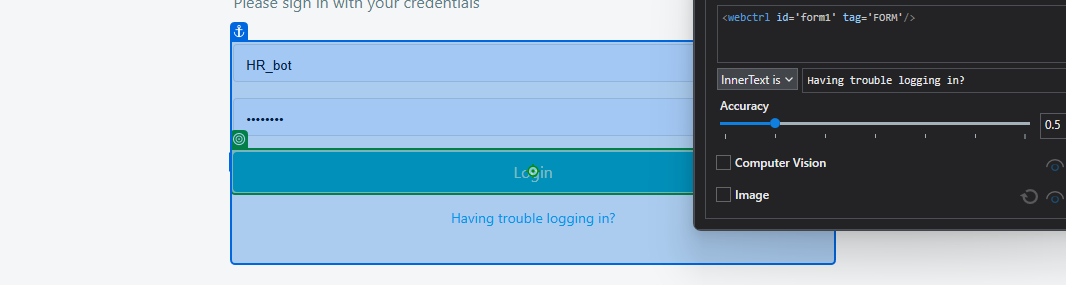 Please sign in with your credentials
HR_bot
••••••••
Login
Having trouble logging in?
<webctrl id='form1' tag='FORM'/>
InnerText is
Having trouble logging in?
Accuracy
0.5
Computer Vision
Image